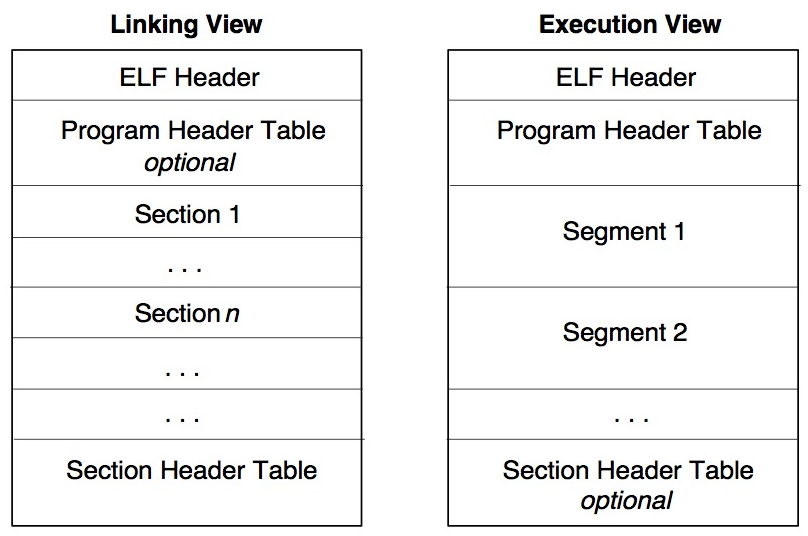 Linking View
ELF Header
Program Header Table
optional
Section 1
. . .
Section n
. . .
. . .
Section Header Table
Execution View
ELF Header
Program Header Table
Segment 1
Segment 2
. . .
Section Header Table
optional